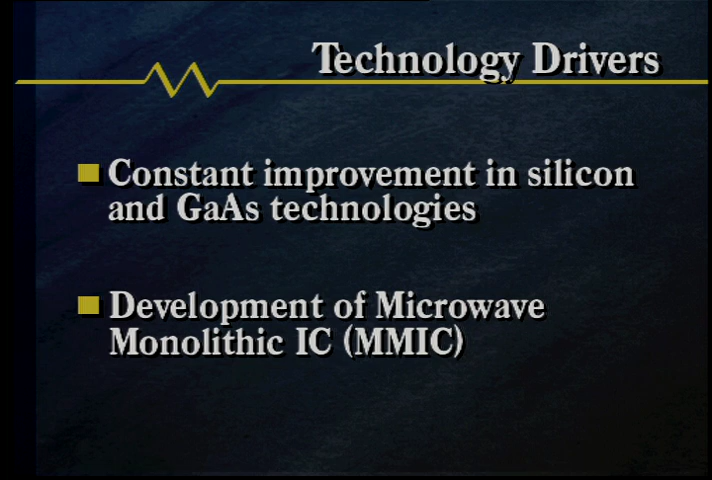 Technology Drivers
Constant improvement in silicon
and GaAs technologies
Development of Microwave
Monolithic IC (MMIC)